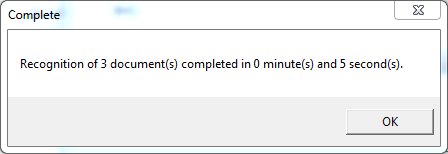 Complete
Recognition of 3 document(s) completed in 0 minute(s) and 5 second(s).
OK